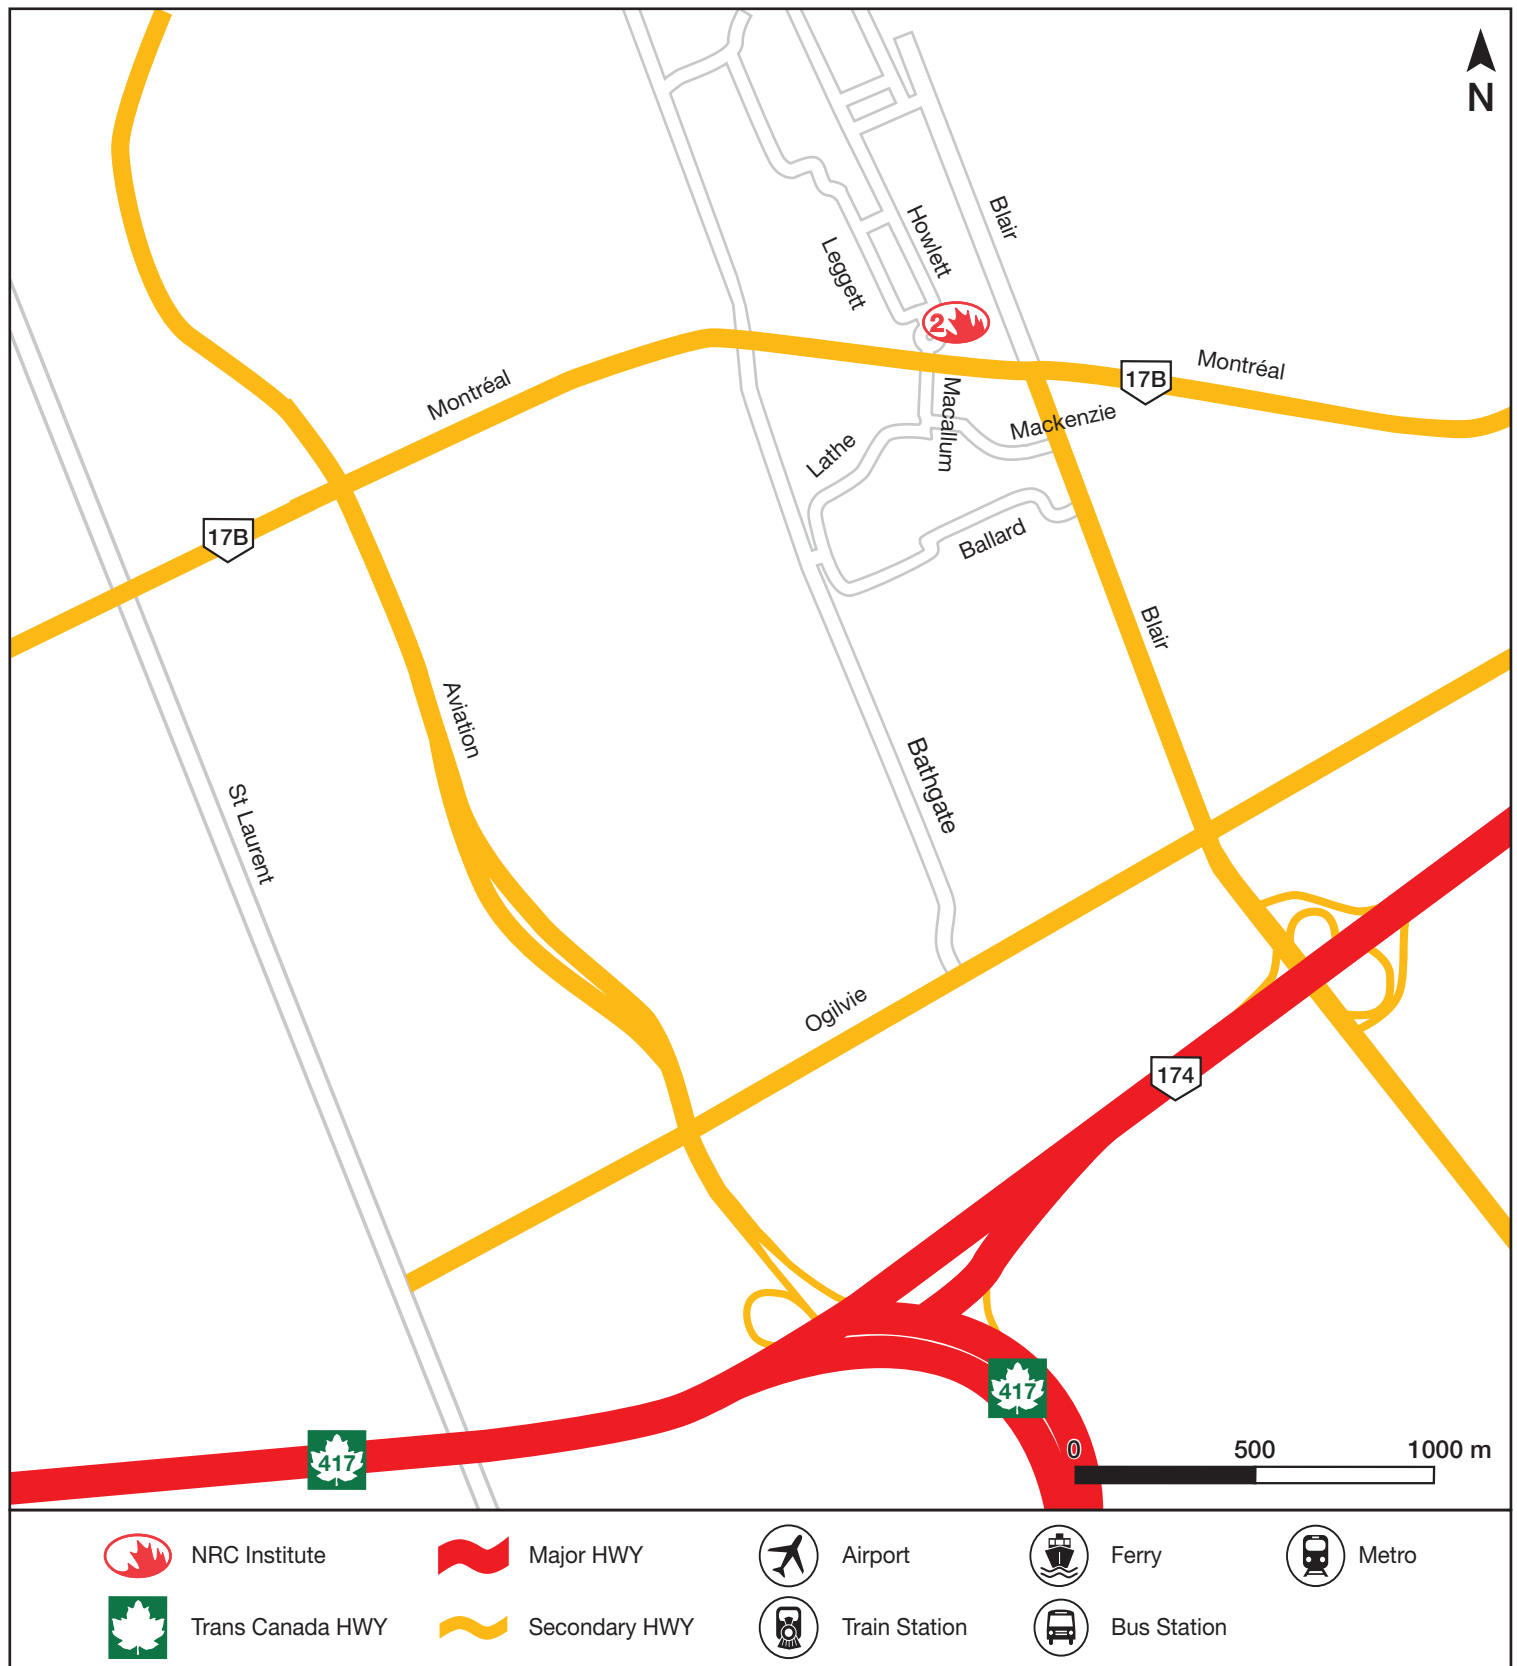 N
Blair
Howlett
Leggett
2
Montréal
17B
Montréal
Macallum
Mackenzie
Lathe
17B
Ballard
Blair
Aviation
Bathgate
St Laurent
Ogilvie
174
417
417
0 500 1000 m
NRC Institute
Major HWY
Airport
Ferry
Metro
Trans Canada HWY
Secondary HWY
Train Station
Bus Station